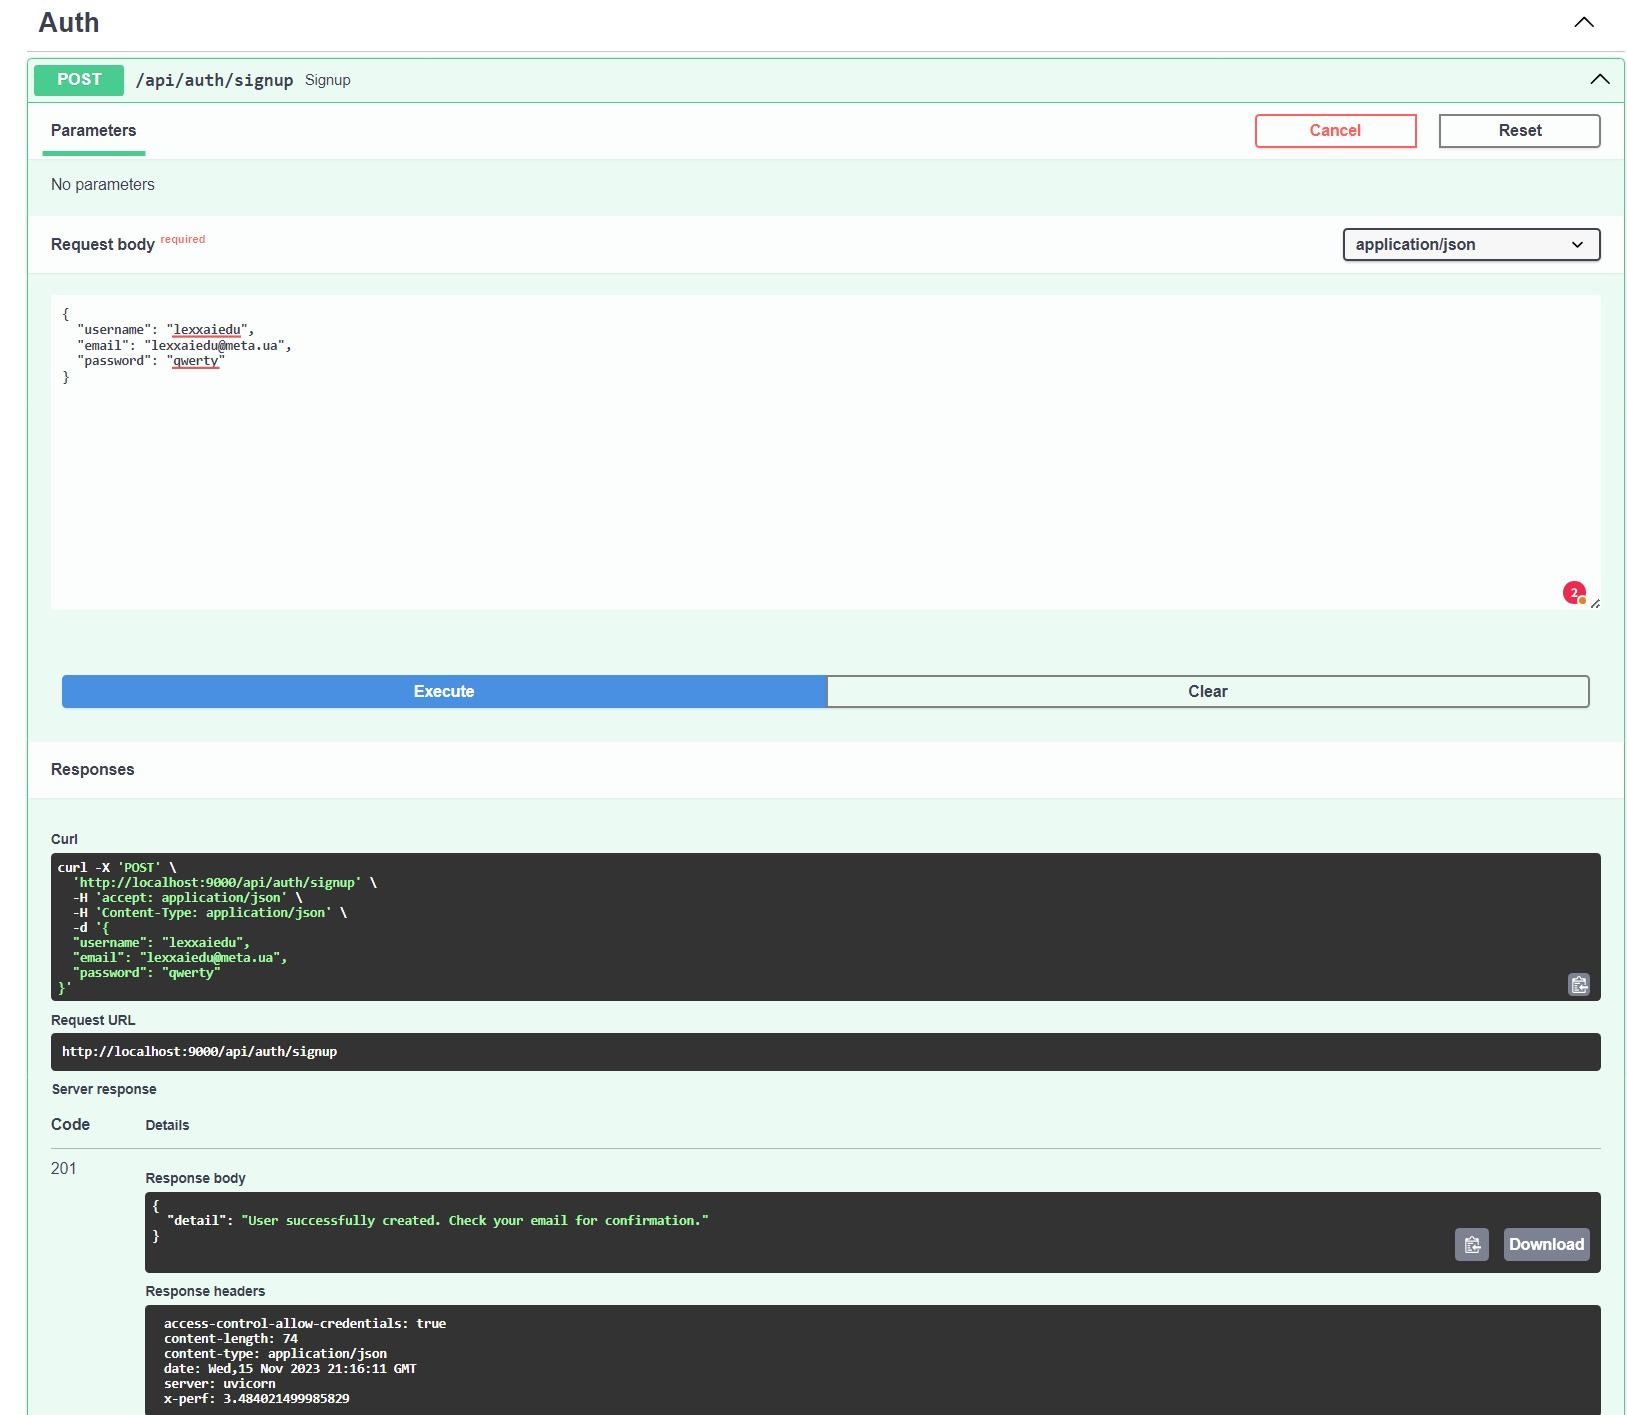 Auth
POST /api/auth/signup Signup
Parameters
Cancel
Reset
No parameters
Request body required
application/json
{
"username": "lexxaiedu",
"email": "lexxaiedu@meta.ua",
"password": "qwerty"
}
2
Execute
Clear
Responses
Curl
curl -X 'POST' \
'http://localhost:9000/api/auth/signup' \
-H 'accept: application/json' \
-H 'Content-Type: application/json' \
-d '{
"username": "lexxaiedu",
"email": "lexxaiedu@meta.ua",
"password": "qwerty"
}'
Request URL
http://localhost:9000/api/auth/signup
Server response
Code Details
201
Response body
{
"detail": "User successfully created. Check your email for confirmation."
}
Download
Response headers
access-control-allow-credentials: true
content-length: 74
content-type: application/json
date: Wed,15 Nov 2023 21:16:11 GMT
server: uvicorn
x-perf: 3.484021499985829